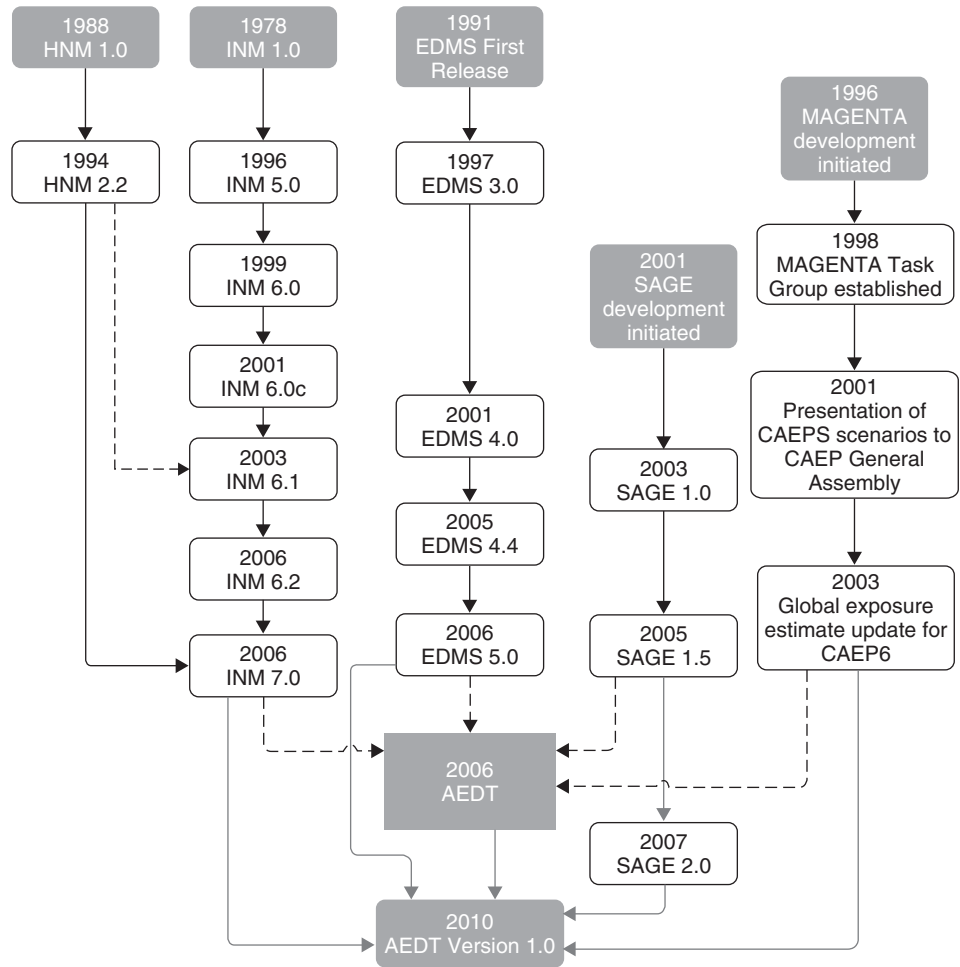 1988
HNM 1.0
1994
HNM 2.2
1978
INM 1.0
1996
INM 5.0
1999
INM 6.0
2001
INM 6.0c
2003
INM 6.1
2006
INM 6.2
2006
INM 7.0
1991
EDMS First
Release
1997
EDMS 3.0
2001
EDMS 4.0
2005
EDMS 4.4
2006
EDMS 5.0
2006
AEDT
2010
AEDT Version 1.0
2001
SAGE
development
initiated
2003
SAGE 1.0
2005
SAGE 1.5
2007
SAGE 2.0
1996
MAGENTA
development
initiated
1998
MAGENTA Task
Group established
2001
Presentation of
CAEPS scenarios to
CAEP General
Assembly
2003
Global exposure
estimate update for
CAEP6